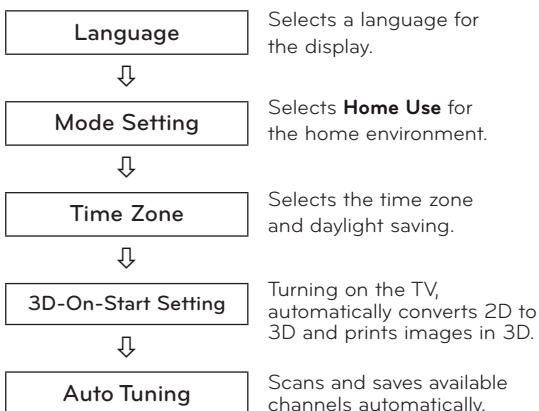 Language
Selects a language for
the display.
Mode Setting
Selects Home Use for
the home environment.
Time Zone
Selects the time zone
and daylight saving.
3D-On-Start Setting
Turning on the TV,
automatically converts 2D to
3D and prints images in 3D.
Auto Tuning
Scans and saves available
channels automatically.